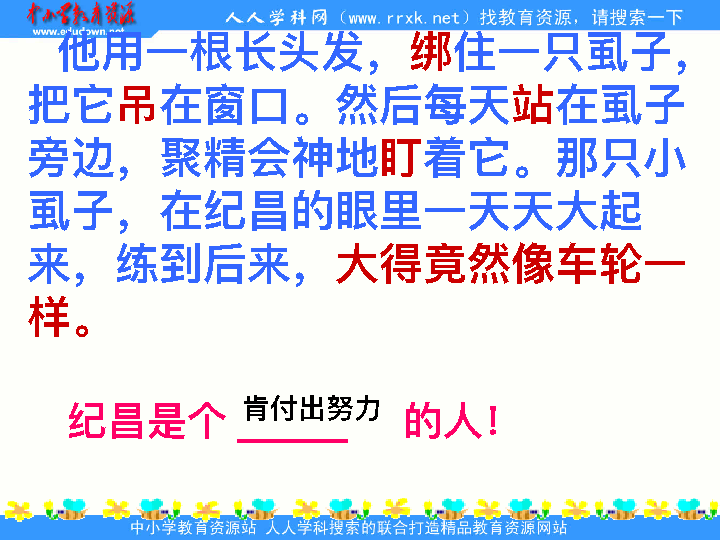 中小学教育资源
www.edudown.net
人人学科网（www.rrxk.net）找教育资源，请搜索一下
他用一根长头发，绑住一只虱子，
把它吊在窗口。然后每天站在虱子
旁边，聚精会神地盯着它。那只小
虱子，在纪昌的眼里一天天大起
来，练到后来，大得竟然像车轮一
样。
纪昌是个 肯付出努力 的人！
中小学教育资源站 人人学科搜索的联合打造精品教育资源网站